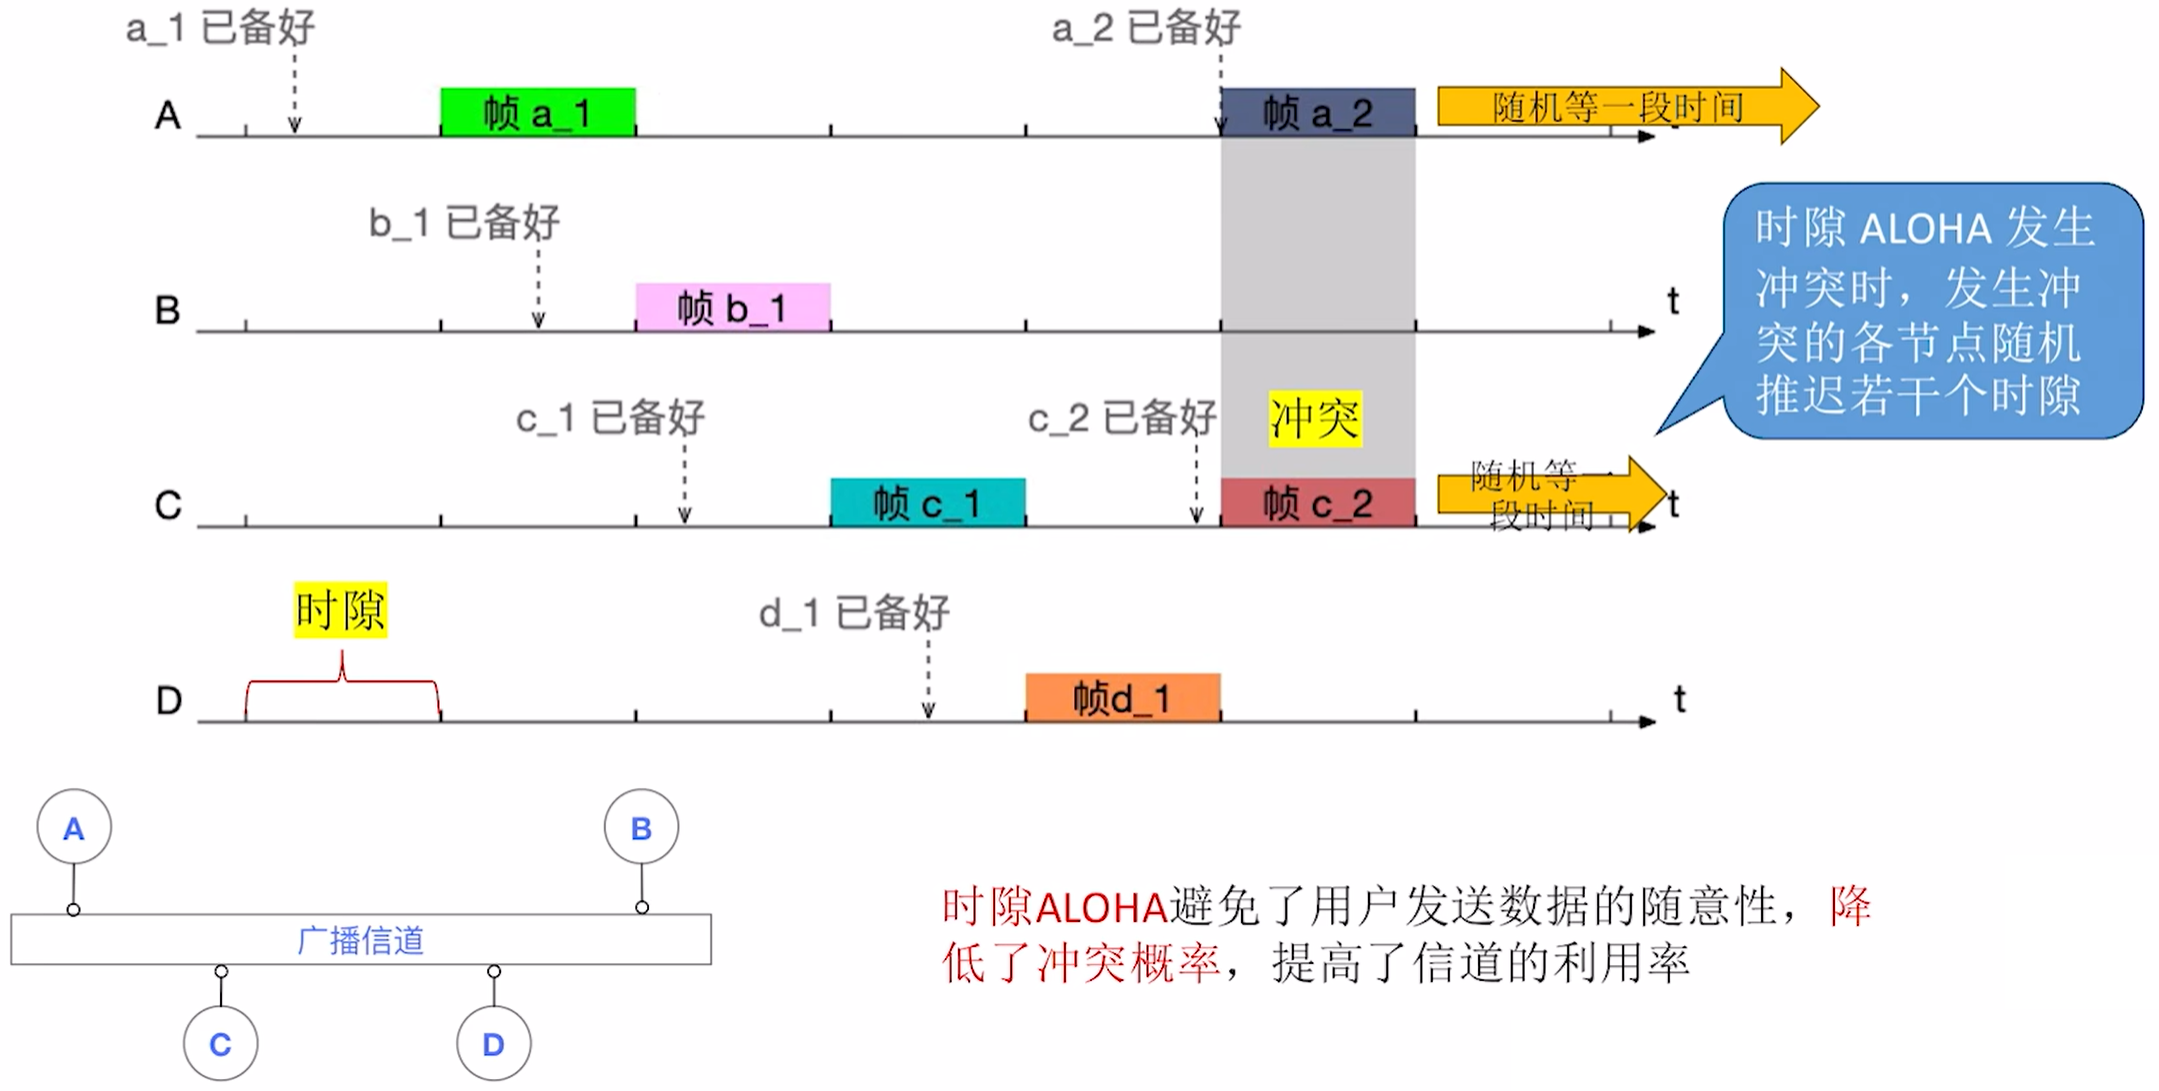 a_1 已备好
a_2 已备好
A
帧 a_1
帧 a_2
随机等一段时间
b_1 已备好
B
帧 b_1
t
时隙 ALOHA 发生
冲突时，发生冲
突的各节点随机
推迟若干个时隙
c_1 已备好
c_2 已备好
冲突
C
帧 c_1
帧 c_2
随机等一
段时间
t
时隙
d_1 已备好
D
帧d_1
t
A
B
广播信道
C
D
时隙ALOHA避免了用户发送数据的随意性，降
低了冲突概率，提高了信道的利用率